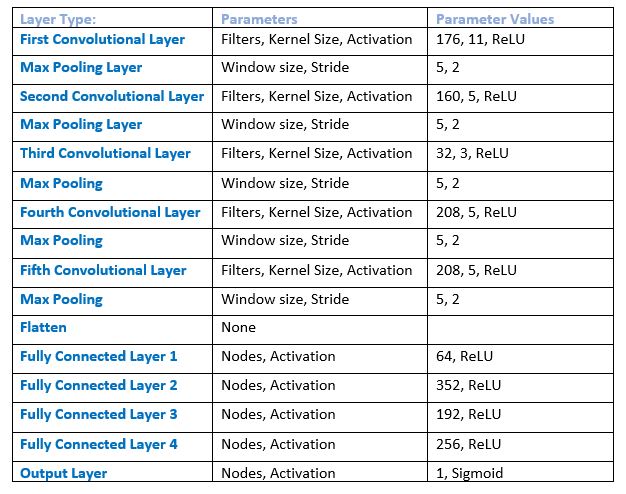 Layer Type: Parameters Parameter Values
First Convolutional Layer Filters, Kernel Size, Activation 176, 11, ReLU
Max Pooling Layer Window size, Stride 5, 2
Second Convolutional Layer Filters, Kernel Size, Activation 160, 5, ReLU
Max Pooling Layer Window size, Stride 5, 2
Third Convolutional Layer Filters, Kernel Size, Activation 32, 3, ReLU
Max Pooling Window size, Stride 5, 2
Fourth Convolutional Layer Filters, Kernel Size, Activation 208, 5, ReLU
Max Pooling Window size, Stride 5, 2
Fifth Convolutional Layer Filters, Kernel Size, Activation 208, 5, ReLU
Max Pooling Window size, Stride 5, 2
Flatten None
Fully Connected Layer 1 Nodes, Activation 64, ReLU
Fully Connected Layer 2 Nodes, Activation 352, ReLU
Fully Connected Layer 3 Nodes, Activation 192, ReLU
Fully Connected Layer 4 Nodes, Activation 256, ReLU
Output Layer Nodes, Activation 1, Sigmoid